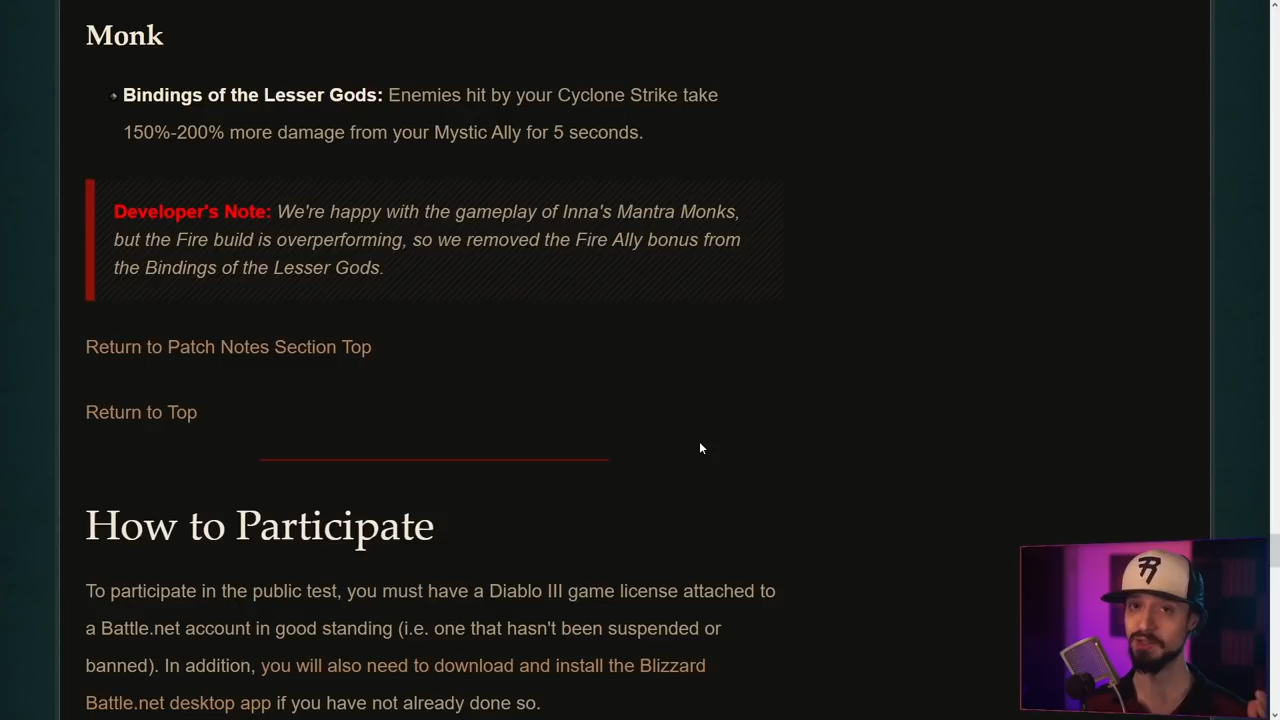 Monk
Bindings of the Lesser Gods: Enemies hit by your Cyclone Strike take
150%-200% more damage from your Mystic Ally for 5 seconds.
Developer's Note: We're happy with the gameplay of Inna's Mantra Monks,
but the Fire build is overperforming, so we removed the Fire Ally bonus from
the Bindings of the Lesser Gods.
Return to Patch Notes Section Top
Return to Top
How to Participate
To participate in the public test, you must have a Diablo III game license attached to
a Battle.net account in good standing (i.e. one that hasn't been suspended or
banned). In addition, you will also need to download and install the Blizzard
Battle.net desktop app if you have not already done so.